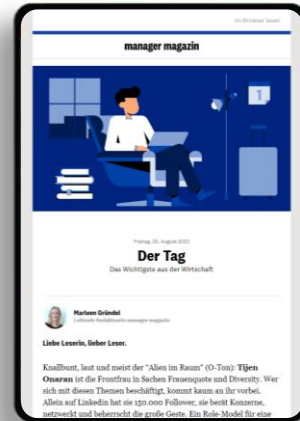 Im Browser lesen
manager magazin
1
Freitag, 25. August 2023
Der Tag
Das Wichtigste aus der Wirtschaft
Marleen Gründel
Leitende Redakteurin manager magazin
Liebe Leserin, lieber Leser,
Knallbunt, laut und meist der "Alien im Raum" (O-Ton): Tijen
Onaran ist die Frontfrau in Sachen Frauenquote und Diversity. Wer
sich mit diesen Themen beschäftigt, kommt kaum an ihr vorbei.
Allein auf Linkedin hat sie 150.000 Follower, sie berät Konzerne,
netzwerkt und beherrscht die große Geste. Ein Role-Model für eine